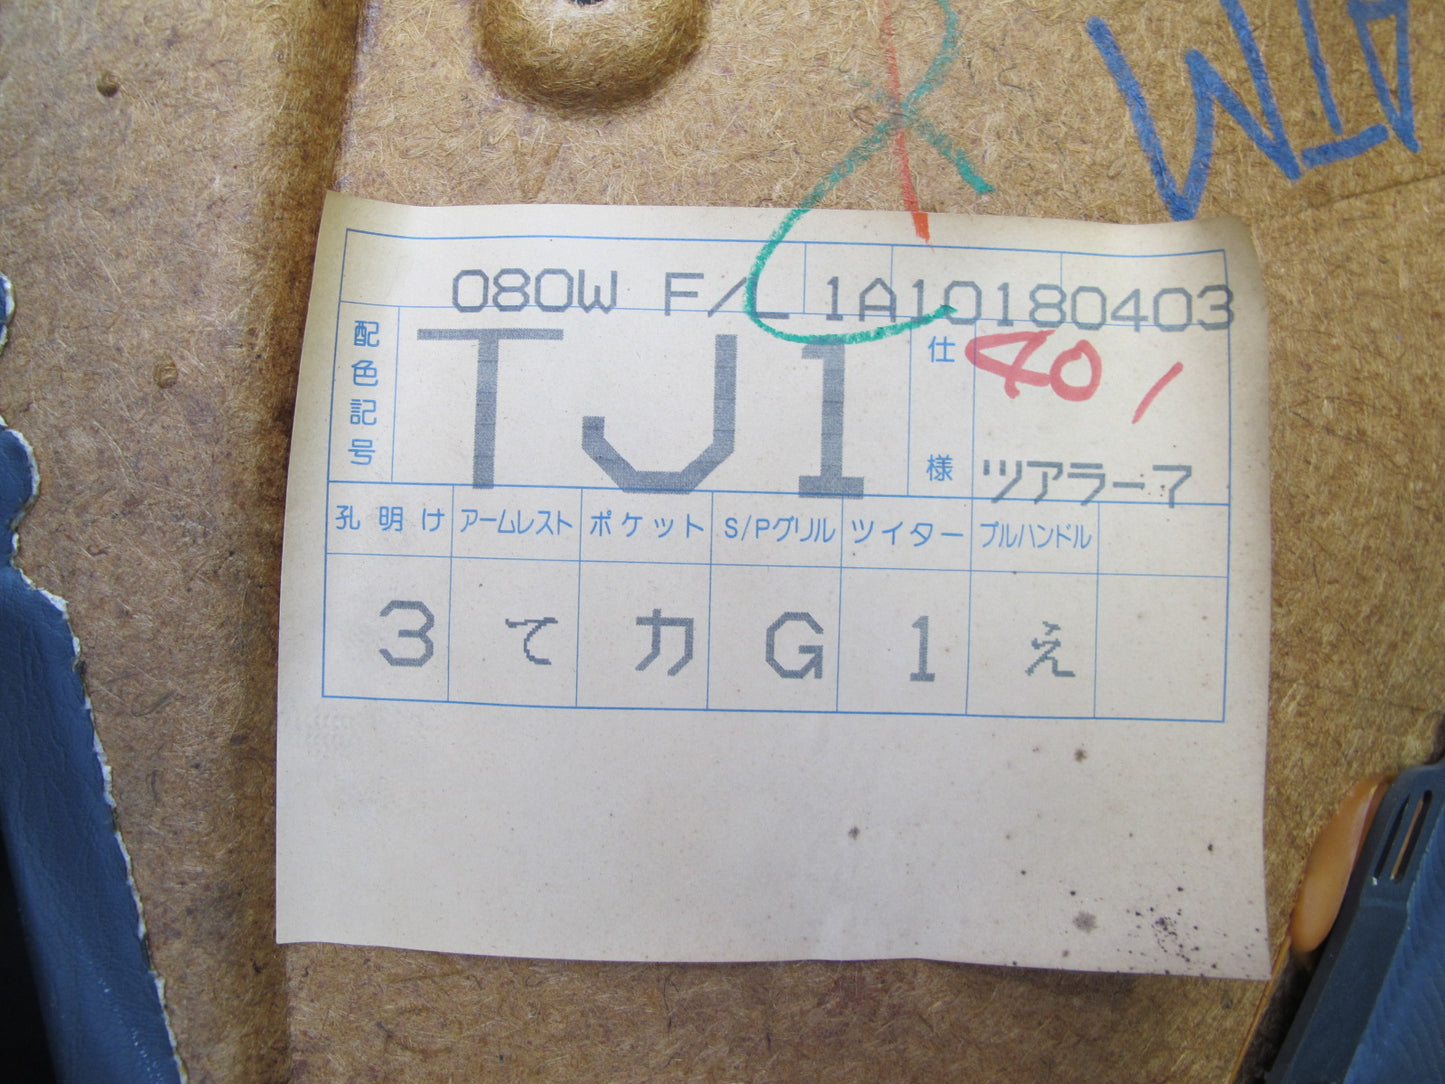 080W F/L 1A10180403
配色記号 TJ1 仕様 40 ツアラーマ
孔明け アームレスト ポケット S/Pグリル ツイター プルハンドル
3 て カ G 1 え